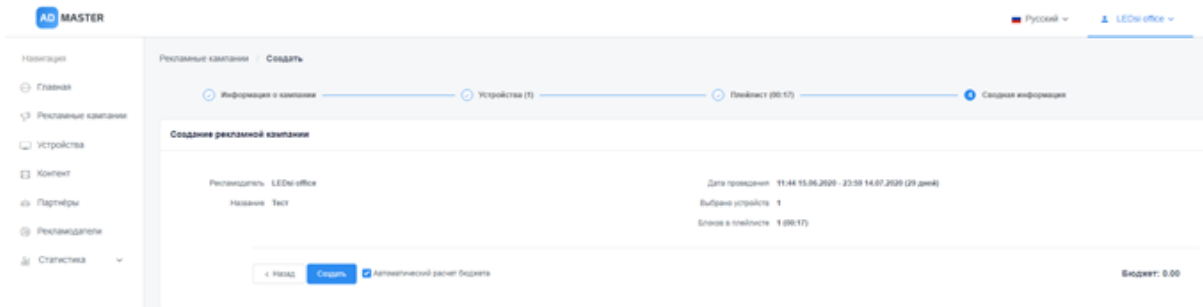 AD MASTER
Русский
LEDsi office
Навигация
Главная
Рекламные кампании
Устройства
Контент
Партнёры
Рекламодатели
Статистика
Рекламные кампании / Создать
Информация о кампании
Устройства (1)
Плейлист (00:17)
4 Сводная информация
Создание рекламной кампании
Рекламодатель LEDsi office
Название Тест
Дата проведения 11:44 15.06.2020 - 23:59 14.07.2020 (29 дней)
Выбрано устройств 1
Блоков в плейлисте 1 (00:17)
< Назад
Создать
Автоматический расчет бюджета
Бюджет: 0.00